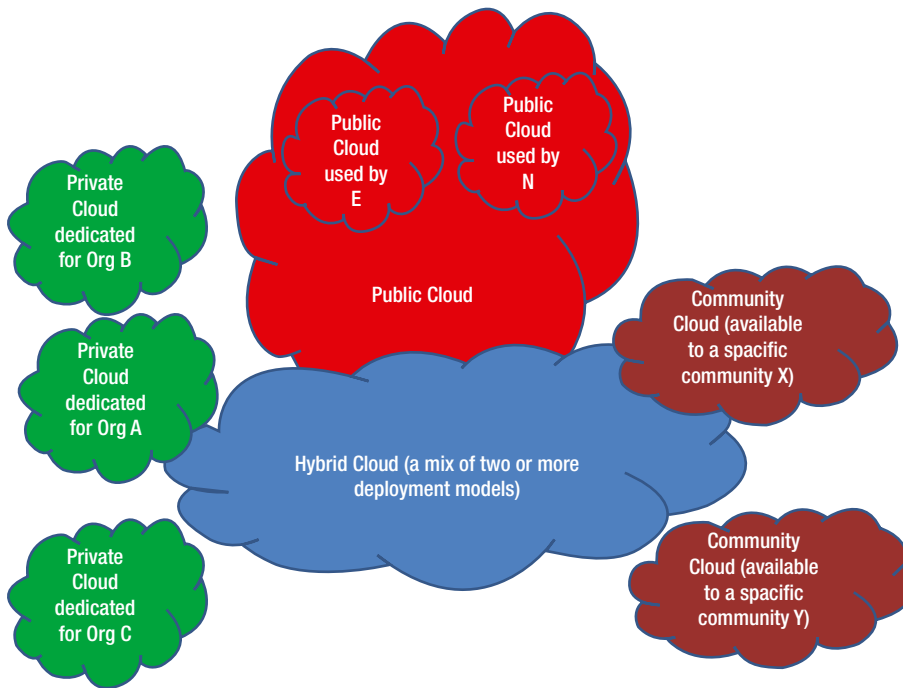 Public
Cloud
used by
E
Public
Cloud
used by
N
Private
Cloud
dedicated
for Org B
Public Cloud
Community
Cloud (available
to a spacific
community X)
Private
Cloud
dedicated
for Org A
Hybrid Cloud (a mix of two or more
deployment models)
Private
Cloud
dedicated
for Org C
Community
Cloud (available
to a spacific
community Y)